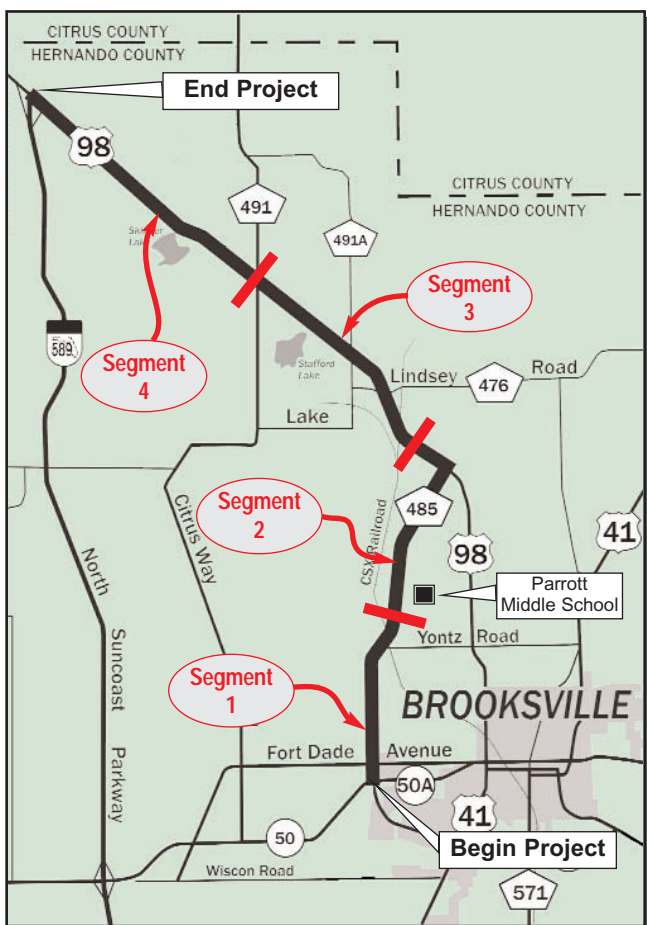 CITRUS COUNTY
HERNANDO COUNTY
End Project
98
491
CITRUS COUNTY
HERNANDO COUNTY
491A
Lake
Segment
3
589
Segment
4
Stafford
Lake
Lindsey
476
Road
Lake
Segment
2
485
Citrus Way
CSX Railroad
41
98
North
Suncoast
Parkway
Parrott
Middle School
Yontz Road
Segment
1
BROOKSVILLE
Fort Dade Avenue
50A
41
50
Begin Project
Wiscon Road
571